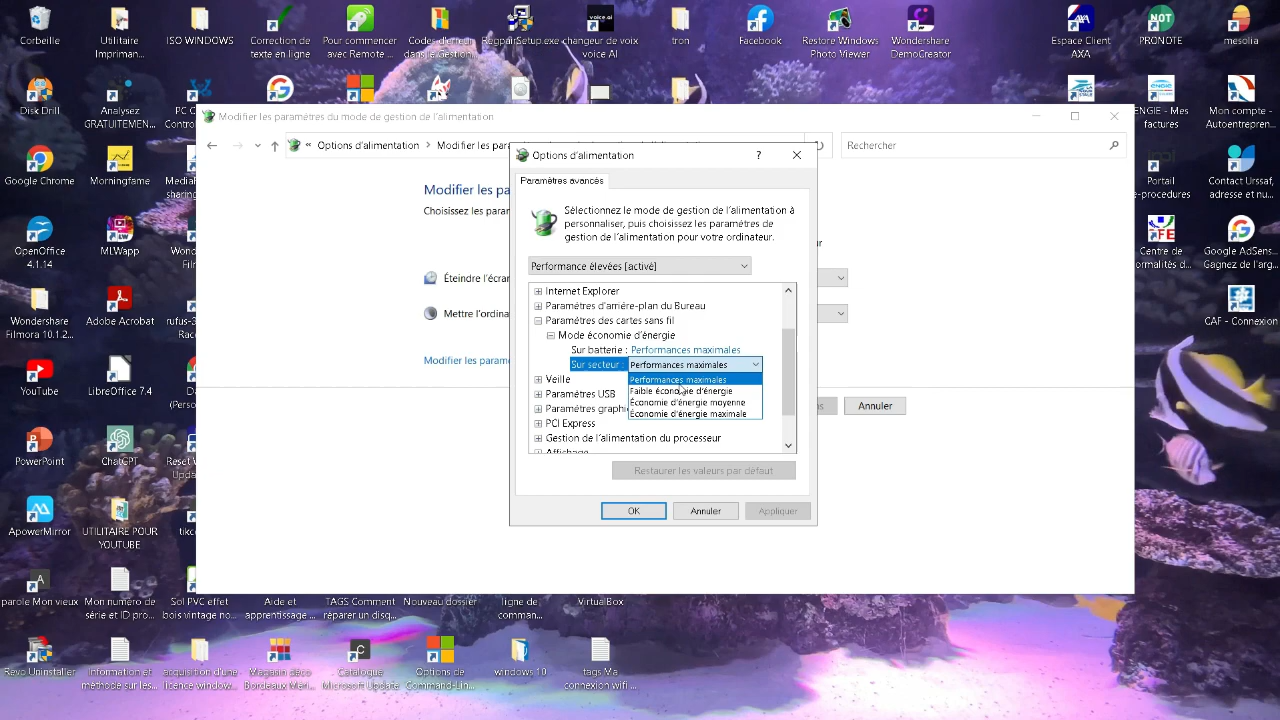 Corbeille
Utilitaire
Impriman...
ISO WINDOWS
Correction de
texte en ligne
Pour commencer
avec Remote ...
dans le Gestion...
changeur de voix
voice AI
voice.ai
tron
Facebook
Restore Windows
Photo Viewer
Wondershare
DemoCreator
AXA
Espace Client
AXA
NOT
PRONOTE
mesolia
Disk Drill
Analysez
GRATUITEMEN...
ENGIE - Mes
factures
Mon compte -
Autoentrepren...
Google Chrome
Morningfame
Portail
e-procedures
Contact Urssaf,
adresse et nu...
OpenOffice
4.1.14
MLWapp
Centre de
Google AdSens
Gagnez de l'arg...
Wondershare
Filmora 10.1.2...
Adobe Acrobat
CAF - Connexion
YouTube
LibreOffice 7.4
PowerPoint
ChatGPT
ApowerMirror
UTILITAIRE POUR
YOUTUBE
A
parole Mon vieux
Mon numéro de
série et ID pro...
Sol PVC effet
bois vintage no...
Aide et
apprentissage ...
TAGS Comment
réparer un disq...
Nouveau dossier
ligne de
comman...
VirtualBox
Revo Uninstaller
Information et
méthode sur les...
acquisition d'une
licence window...
Magasin déco
Bordeaux Méri...
C
Catalogue
Microsoft Update
Options de
Command-Lin...
windows 10
tags Ma
connexion wifi ...
Modifier les paramètres du mode de gestion de l'alimentation
« Options d'alimentation
Rechercher
Modifier les pa
Éteindre l'écra
Mettre l'ordina
Modifier les param
Annuler
Options d'alimentation
?
Paramètres avancés
Sélectionnez le mode de gestion de l'alimentation à
personnaliser, puis choisissez les paramètres de
gestion de l'alimentation pour votre ordinateur.
Performance élevées [activé]
Internet Explorer
Paramètres d'arrière-plan du Bureau
Paramètres des cartes sans fil
Mode économie d'énergie
Sur batterie : Performances maximales
Sur secteur : Performances maximales
Performances maximales
Veille
Faible économie d'énergie
Paramètres USB
Économie d'énergie moyenne
Paramètres graphi
Économie d'énergie maximale
PCI Express
Gestion de l'alimentation du processeur
Affichage
Restaurer les valeurs par défaut
OK
Annuler
Appliquer